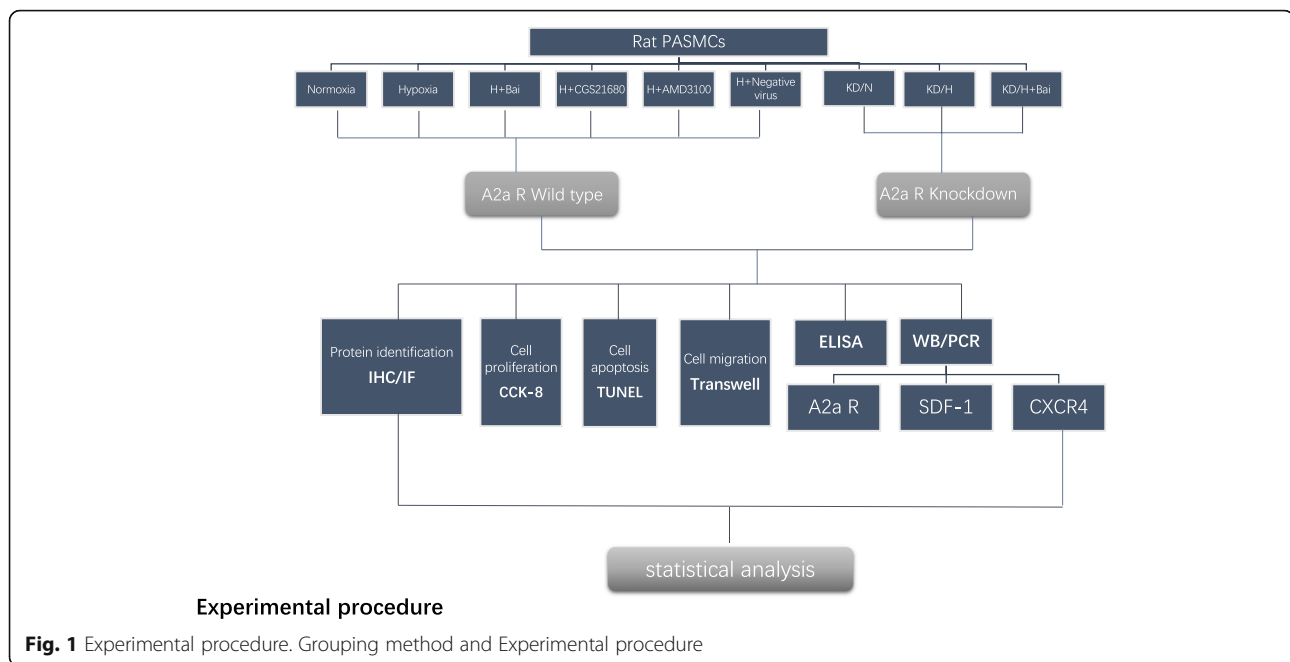 Rat PASMCs
Normoxia
Hypoxia
H+Bai
H+CGS21680
H+AMD3100
H+Negative
virus
KD/N
KD/H
KD/H+Bai
A2a R Wild type
A2a R Knockdown
Protein identification
IHC/IF
Cell
proliferation
CCK-8
Cell
apoptosis
TUNEL
Cell migration
Transwell
ELISA
WB/PCR
A2a R
SDF-1
CXCR4
statistical analysis
Experimental procedure
Fig. 1 Experimental procedure. Grouping method and Experimental procedure